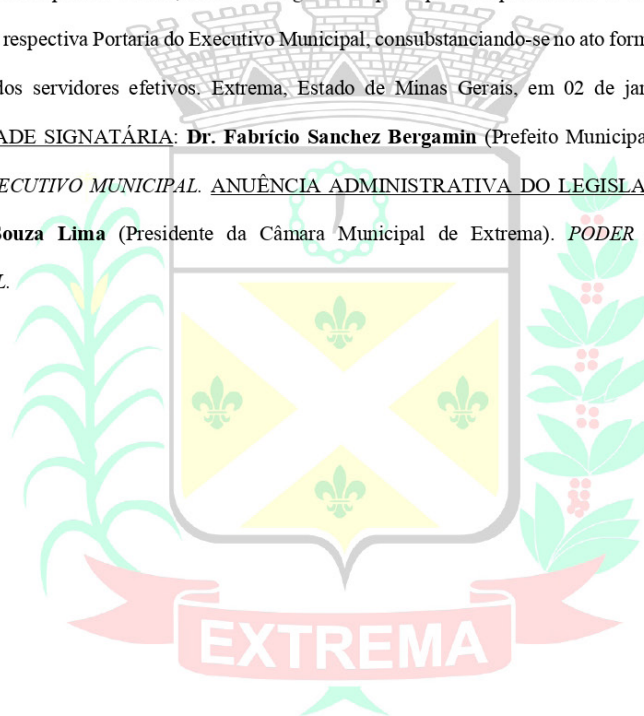 respectiva Portaria do Executivo Municipal, consubstanciando-se no ato form
dos servidores efetivos. Extrema, Estado de Minas Gerais, em 02 de jan
ADE SIGNATÁRIA: Dr. Fabrício Sanchez Bergamin (Prefeito Municipa
ECUTIVO MUNICIPAL. ANUÊNCIA ADMINISTRATIVA DO LEGISLA
Souza Lima (Presidente da Câmara Municipal de Extrema). PODER
L.
EXTREMA